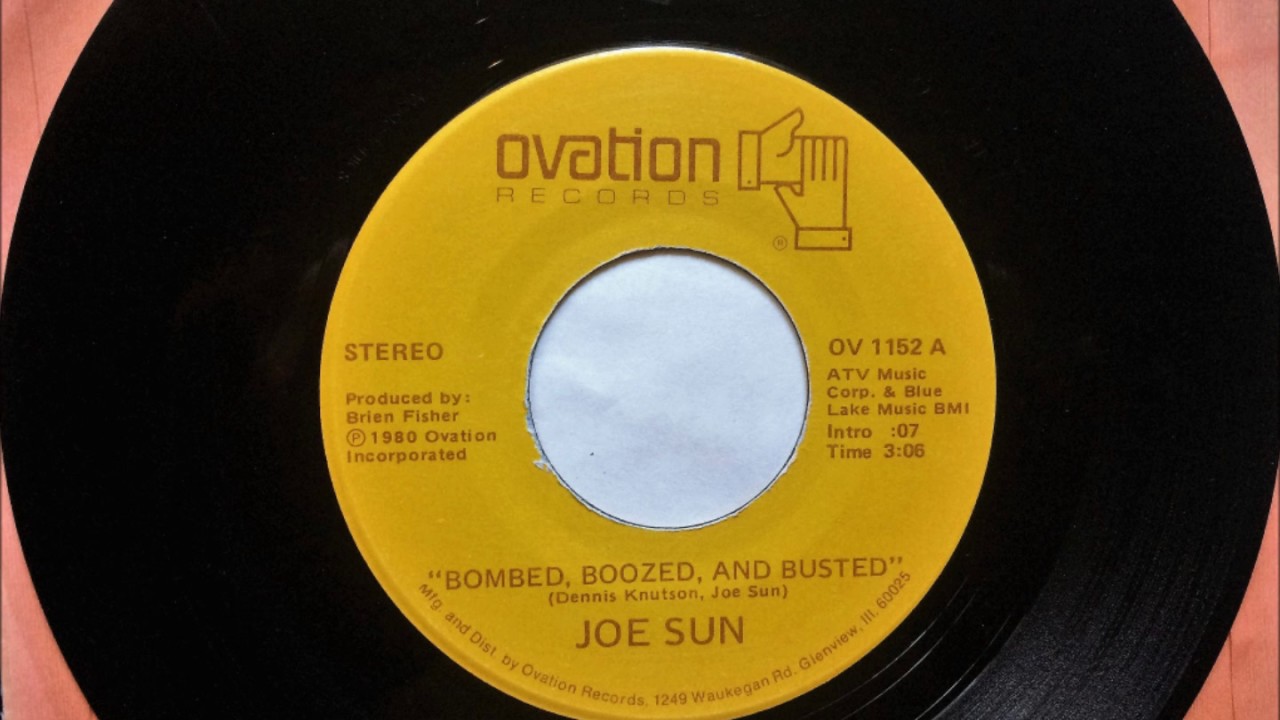 ovation
RECORDS
®
STEREO
OV 1152 A
Produced by:
Brien Fisher
℗ 1980 Ovation
Incorporated
ATV Music
Corp. & Blue
Lake Music BMI
Intro :07
Time 3:06
"BOMBED, BOOZED, AND BUSTED"
(Dennis Knutson, Joe Sun)
JOE SUN
Mfg. and Dist. by Ovation Records, 1249 Waukegan Rd. Glenview, Ill. 60025